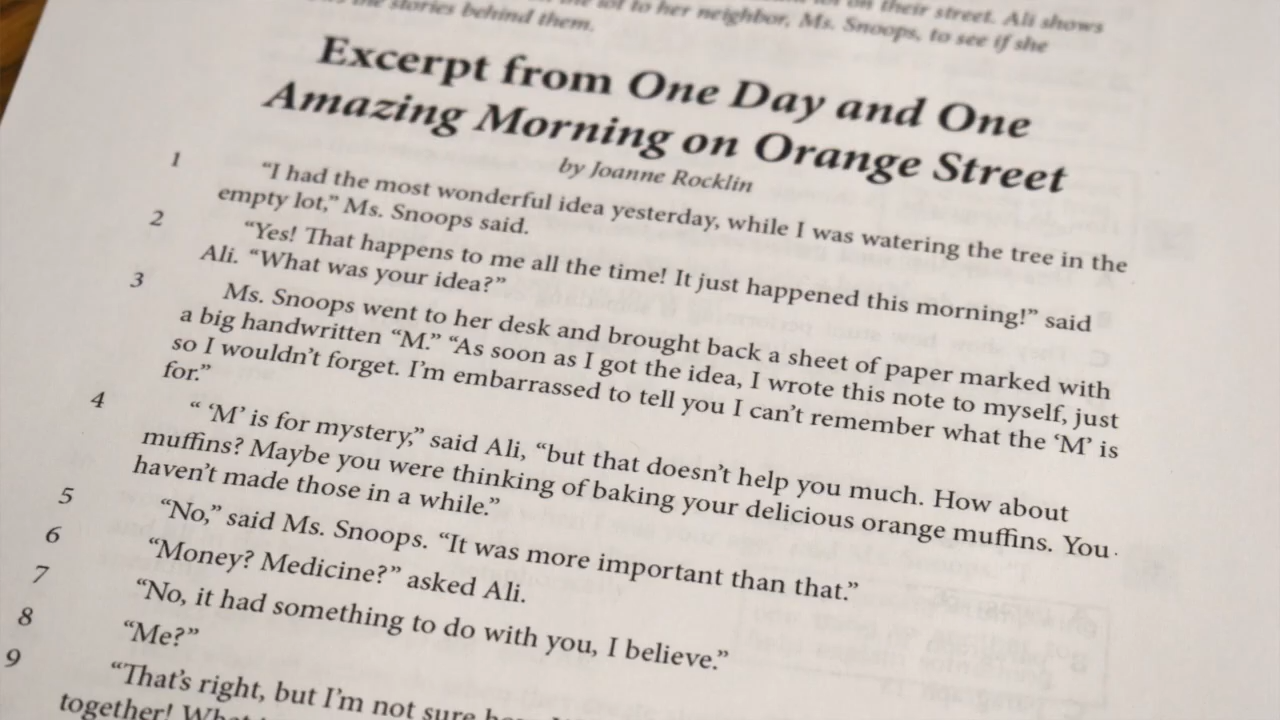 lot on their street. Ali shows
the lot to her neighbor, Ms. Snoops, to see if she
the stories behind them.
Excerpt from One Day and One
Amazing Morning on Orange Street
by Joanne Rocklin
1 “I had the most wonderful idea yesterday, while I was watering the tree in the
empty lot,” Ms. Snoops said.
2 “Yes! That happens to me all the time! It just happened this morning!” said
Ali. “What was your idea?”
3 Ms. Snoops went to her desk and brought back a sheet of paper marked with
a big handwritten “M.” “As soon as I got the idea, I wrote this note to myself, just
so I wouldn’t forget. I’m embarrassed to tell you I can’t remember what the ‘M’ is
for.”
4 “ ‘M’ is for mystery,” said Ali, “but that doesn’t help you much. How about
muffins? Maybe you were thinking of baking your delicious orange muffins. You
haven’t made those in a while.”
5 “No,” said Ms. Snoops. “It was more important than that.”
6 “Money? Medicine?” asked Ali.
7 “No, it had something to do with you, I believe.”
8 “Me?”
9 “That’s right, but I’m not sure
together! What